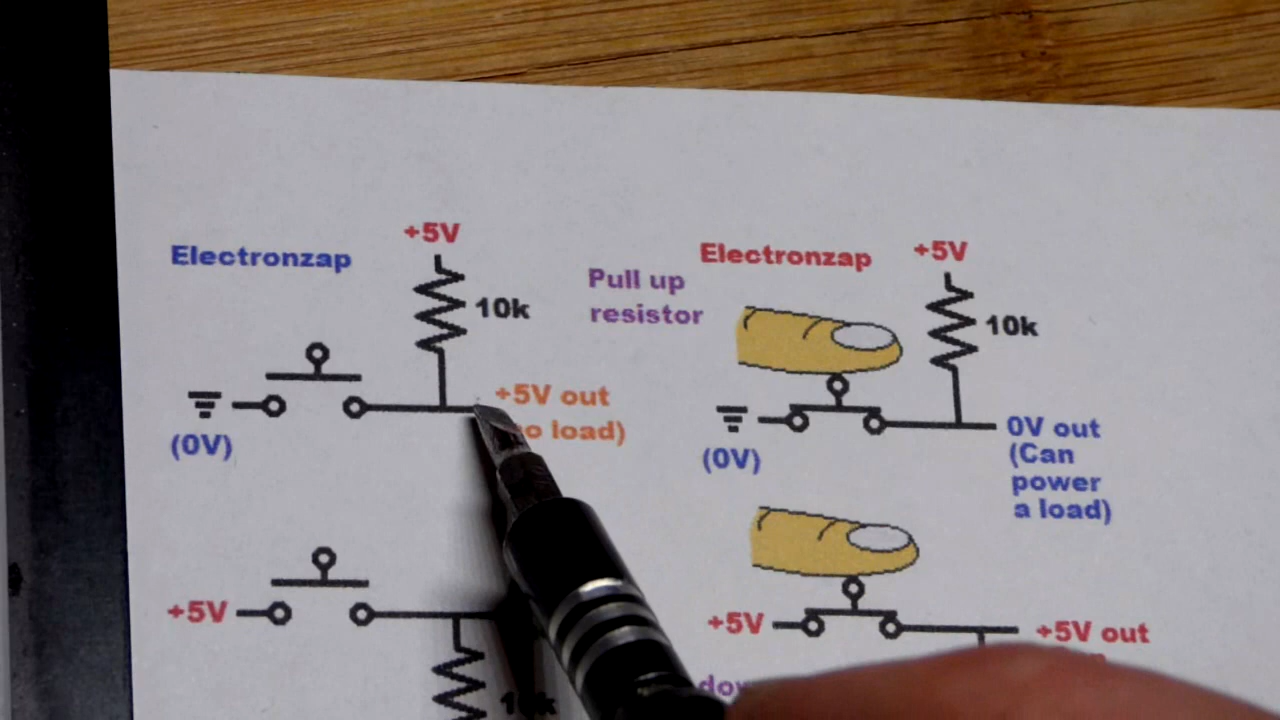 Electronzap
+5V
10k
+5V out
o load)
(0V)
Pull up
resistor
Electronzap
+5V
10k
0V out
(Can
power
a load)
(0V)
+5V
+5V
+5V out